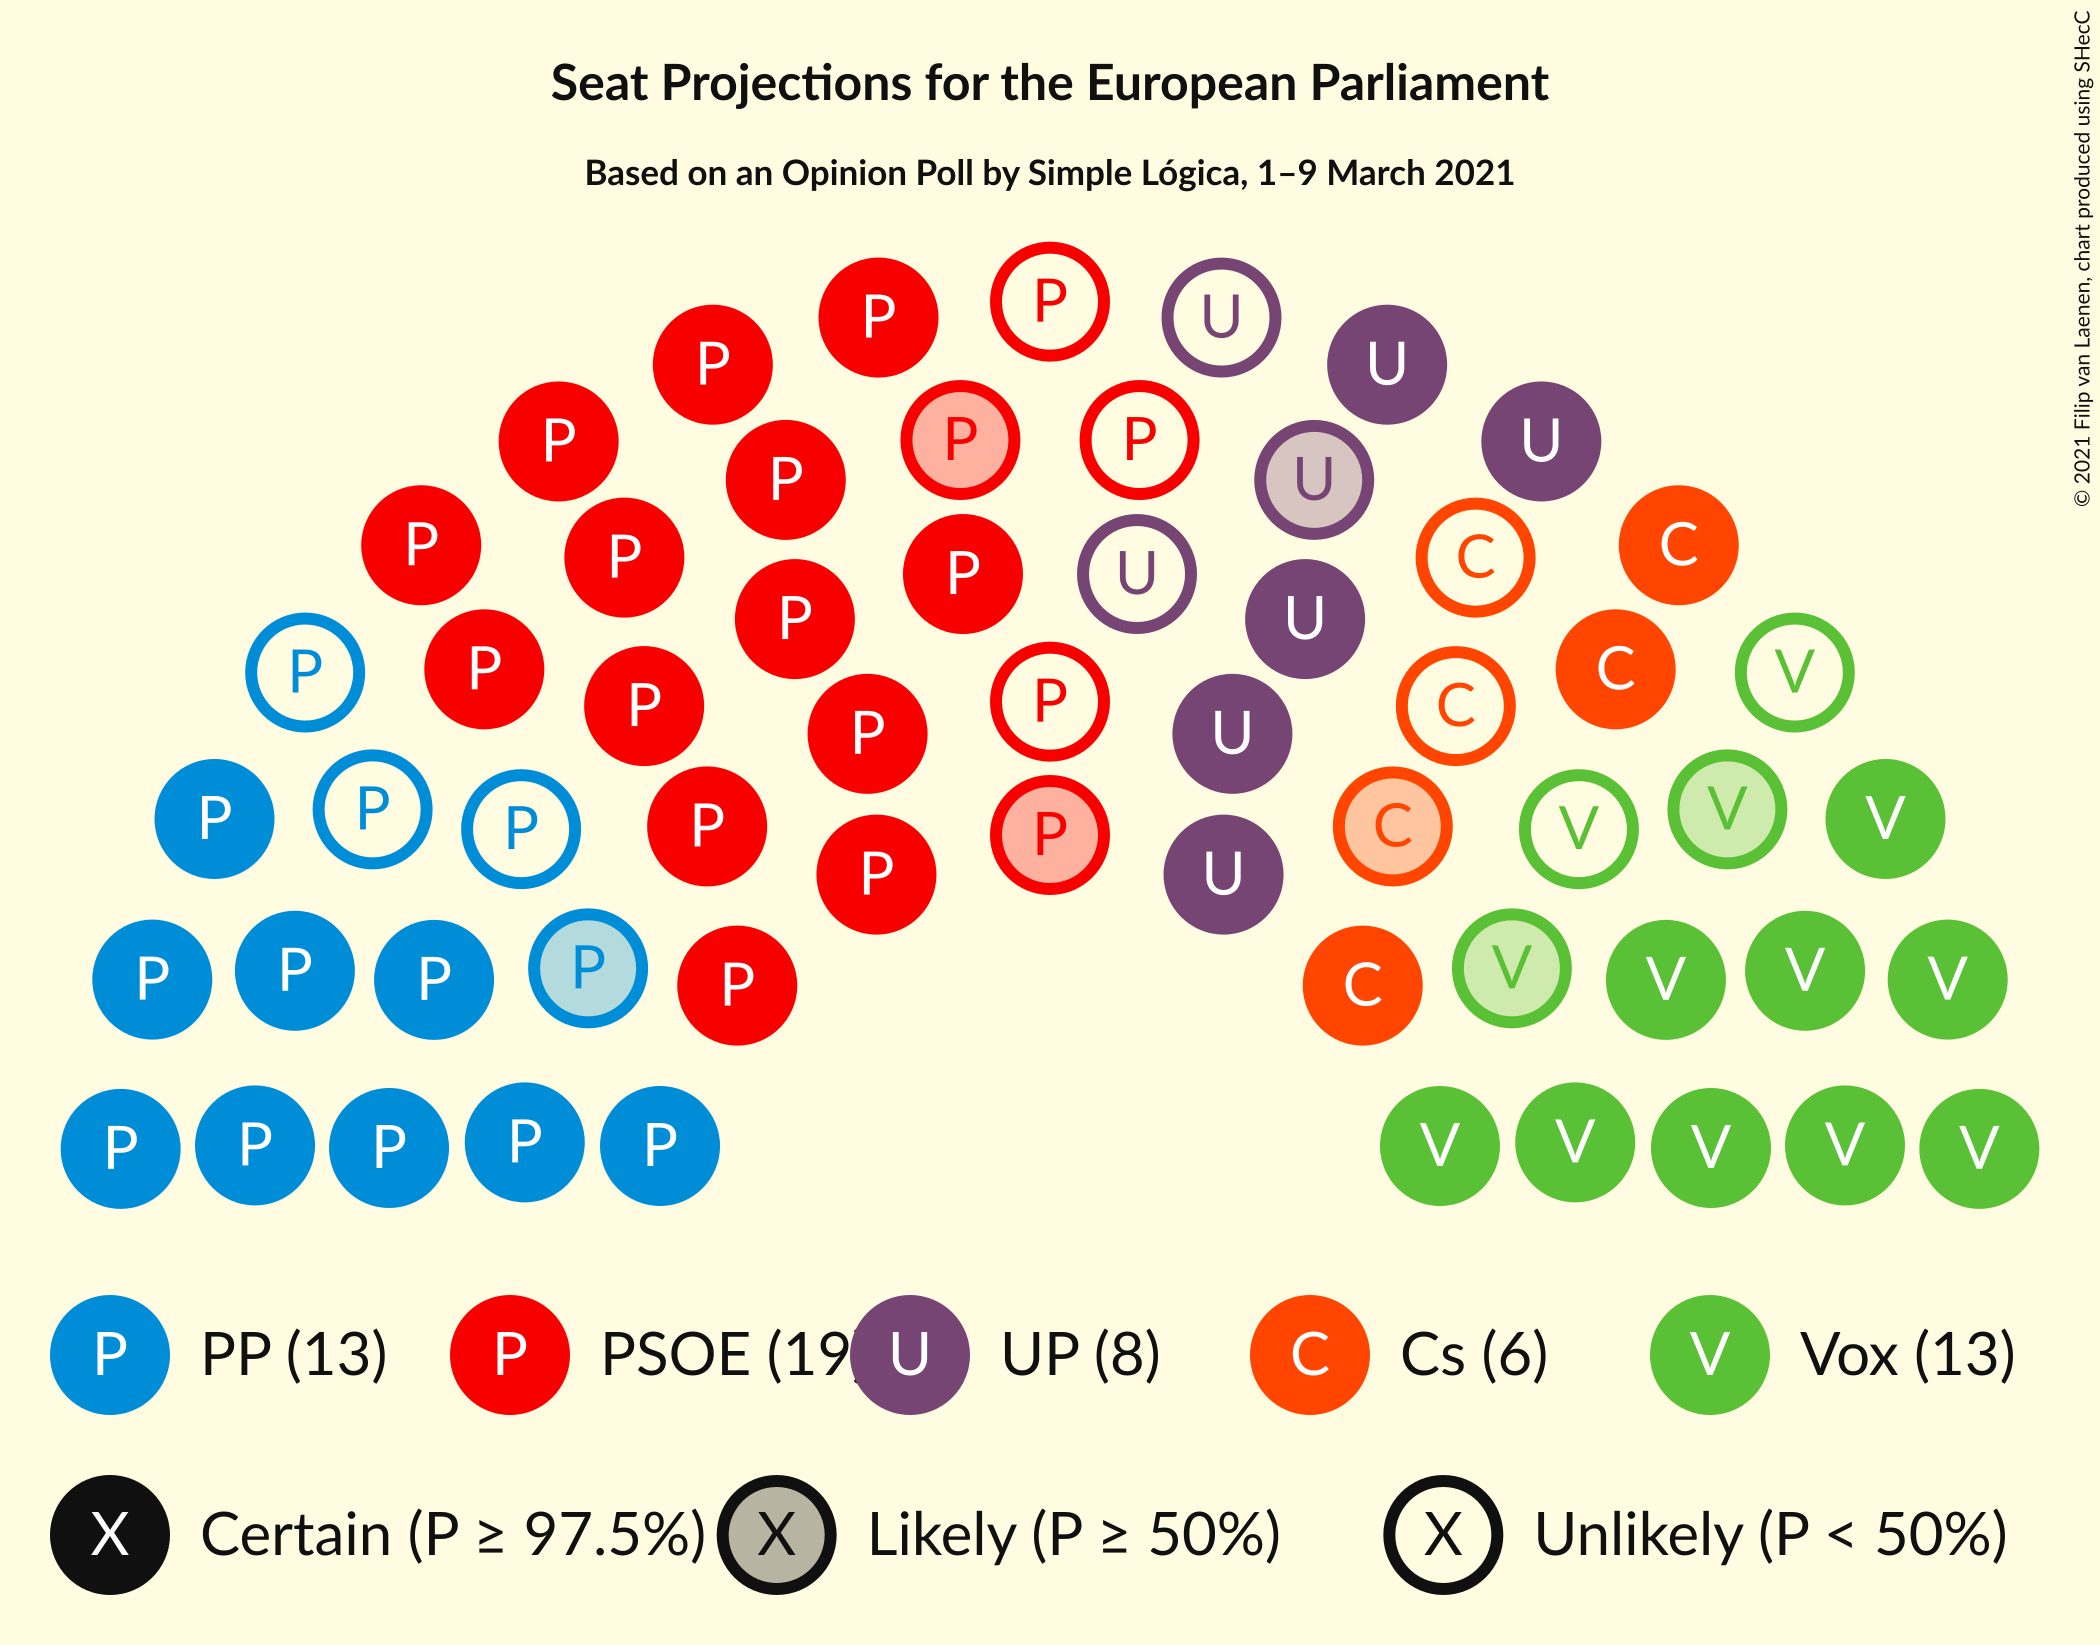 Seat Projections for the European Parliament
Based on an Opinion Poll by Simple Lógica, 1–9 March 2021
© 2021 Filip van Laenen, chart produced using SHecC
P P U U
P P U
P P P U
P P U C
P P C
P P U U
P P C V
P P U C
P P C V V
P P P P V
P P U
P P P P P C V V V V
P P P P P V V V V V
P PP (13) P PSOE (19) U UP (8) C Cs (6) V Vox (13)
X Certain (P ≥ 97.5%) X Likely (P ≥ 50%) X Unlikely (P < 50%)